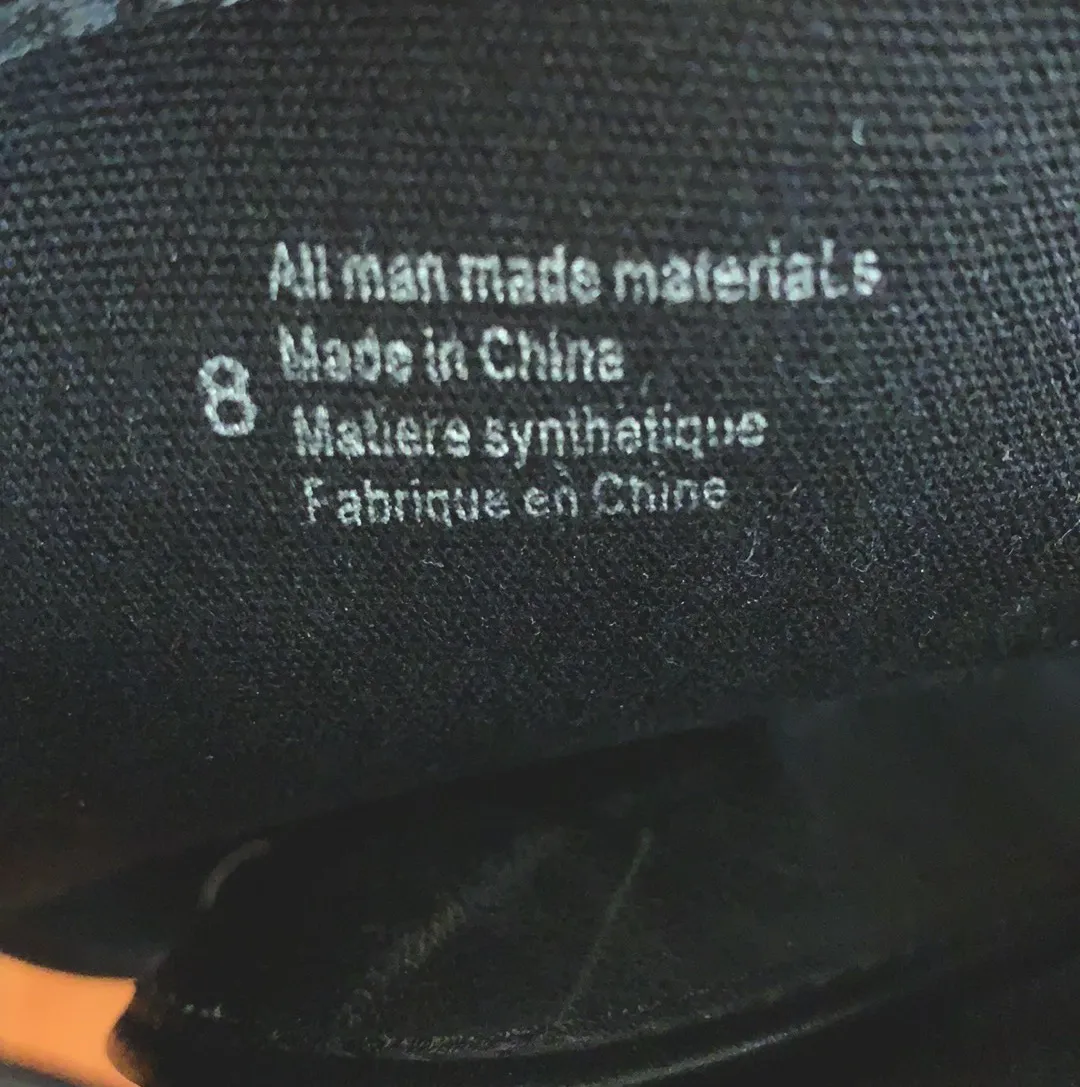 All man made materials
Made in China
8
Matiere synthetique
Fabrique en Chine